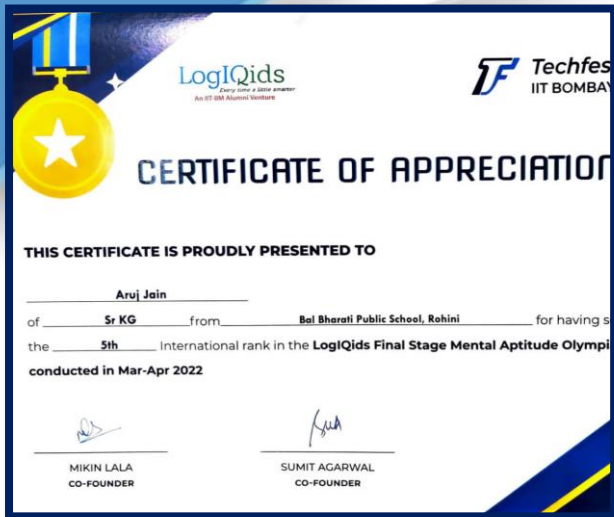 LogIQids
Every time a little smarter
An IIT-IIM Alumni Venture
Techfes
IIT BOMBAY
CERTIFICATE OF APPRECIATION
THIS CERTIFICATE IS PROUDLY PRESENTED TO
Aruj Jain
of Sr KG from Bal Bharati Public School, Rohini for having s
the 5th International rank in the LogIQids Final Stage Mental Aptitude Olympi
conducted in Mar-Apr 2022
MIKIN LALA
CO-FOUNDER
SUMIT AGARWAL
CO-FOUNDER